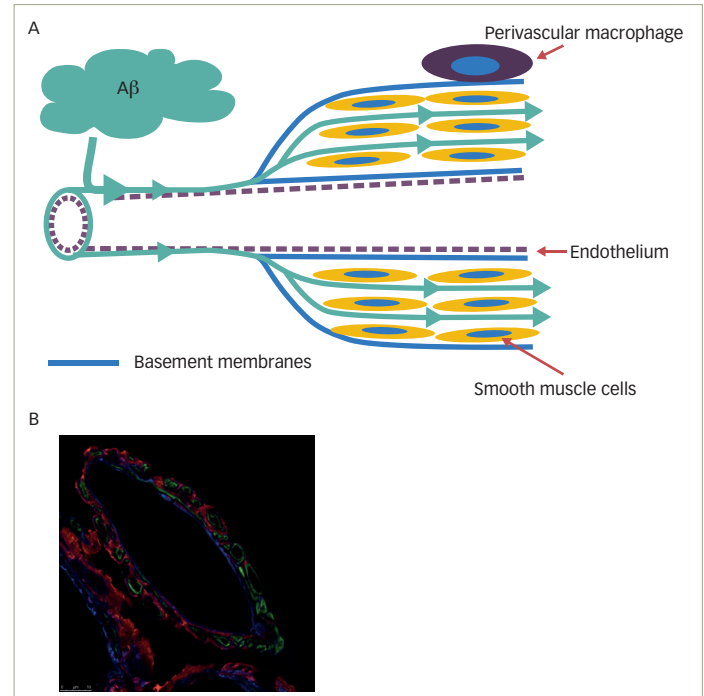 A
Perivascular macrophage
Aβ
Endothelium
Basement membranes
Smooth muscle cells
B